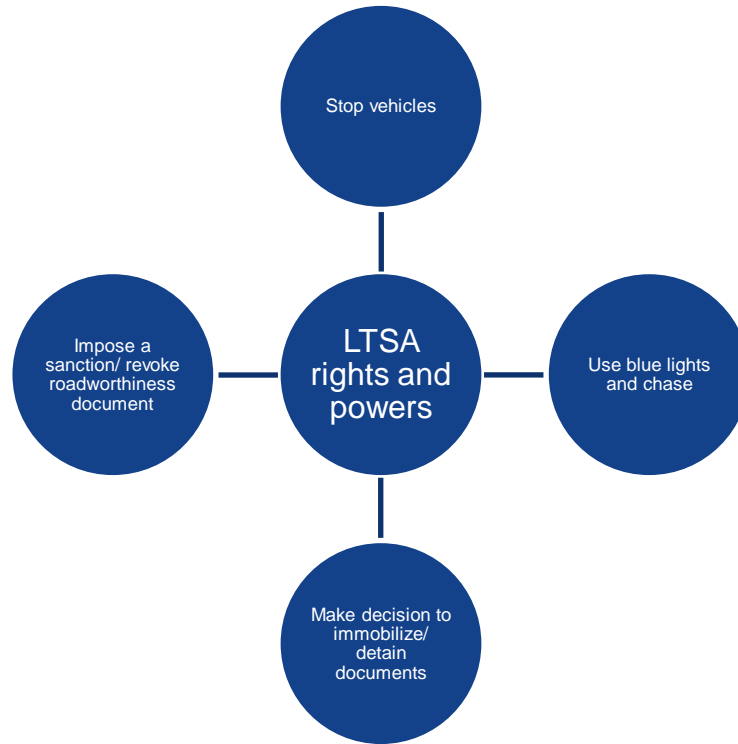 Stop vehicles
Impose a
sanction/ revoke
roadworthiness
document
LTSA
rights and
powers
Use blue lights
and chase
Make decision to
immobilize/
detain
documents